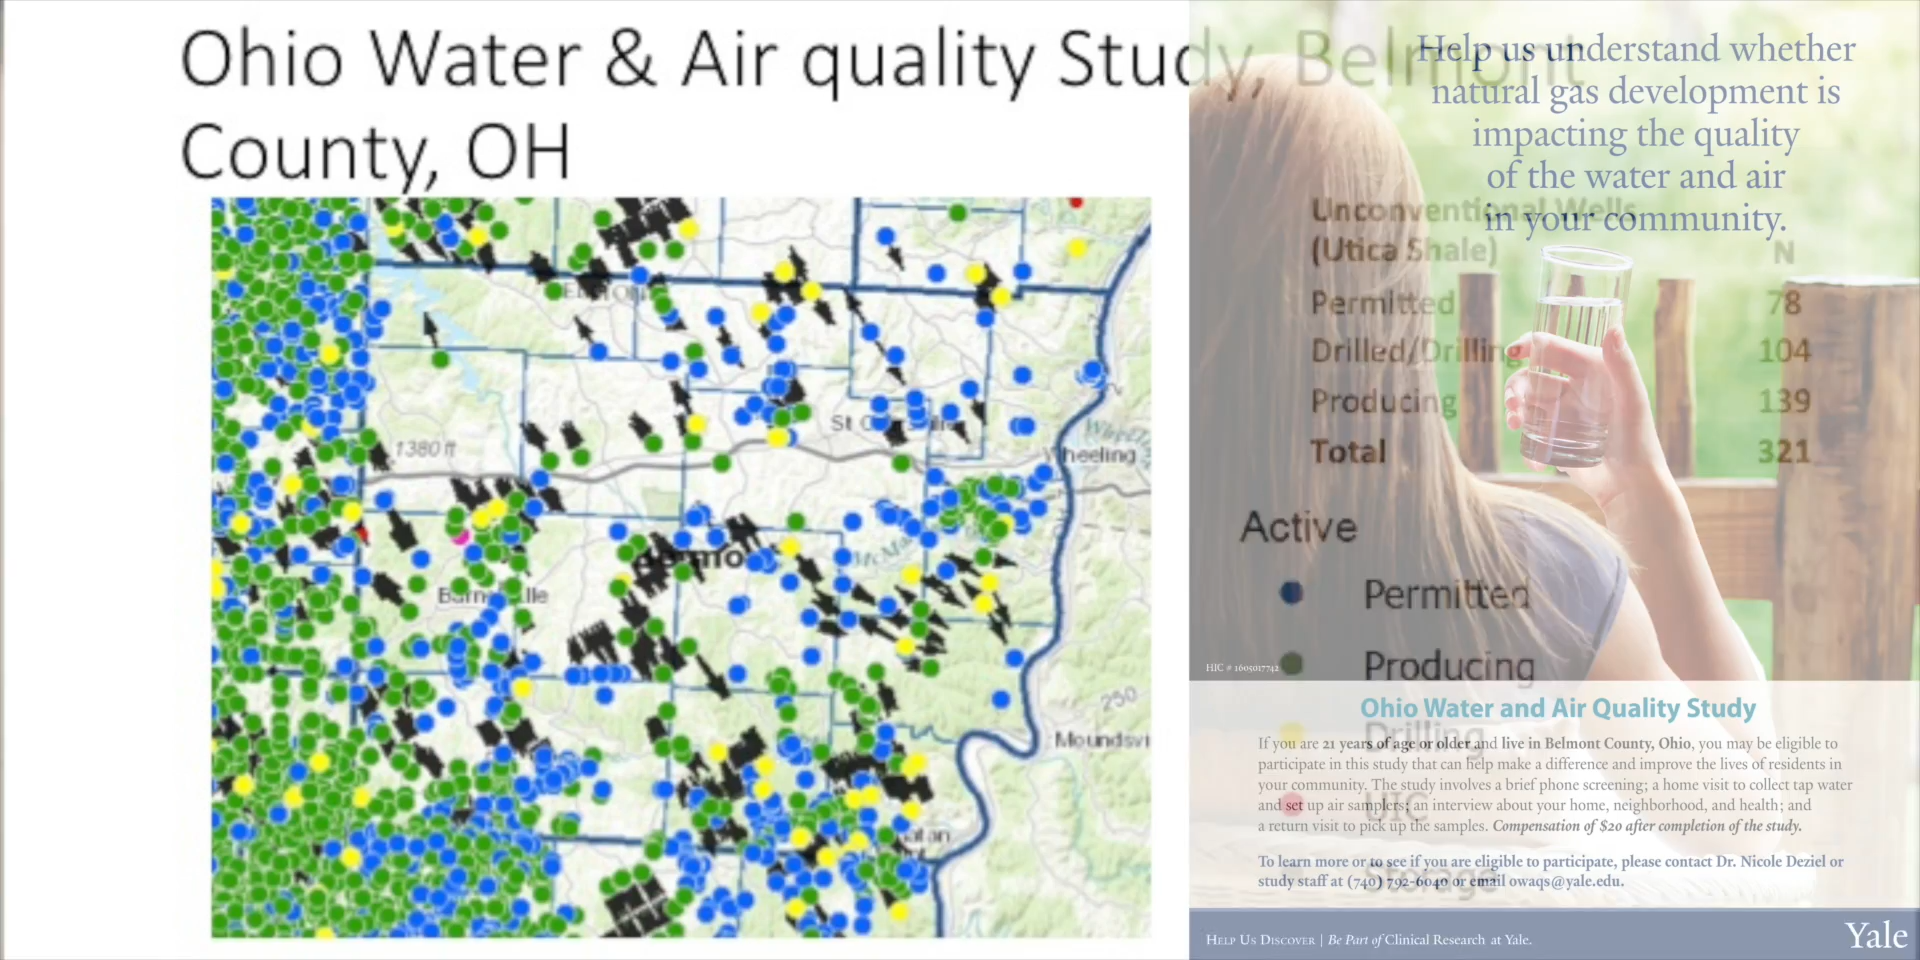 Ohio Water & Air quality Study, Belmont
County, OH
1380 ft
St
Wheeling
Wheeling
250
Moundsvi
Help us understand whether
natural gas development is
impacting the quality
of the water and air
in your community.
Unconventional Wells
(Utica Shale) N
Permitted 78
Drilled/Drilling 104
Producing 139
Total 321
Active
Permitted
Producing
Drilling
UIC
Storage
HIC # 1605017742
Ohio Water and Air Quality Study
If you are 21 years of age or older and live in Belmont County, Ohio, you may be eligible to
participate in this study that can help make a difference and improve the lives of residents in
your community. The study involves a brief phone screening; a home visit to collect tap water
and set up air samplers; an interview about your home, neighborhood, and health; and
a return visit to pick up the samples. Compensation of $20 after completion of the study.
To learn more or to see if you are eligible to participate, please contact Dr. Nicole Deziel or
study staff at (740) 792-6040 or email owaqs@yale.edu.
Help Us Discover | Be Part of Clinical Research at Yale.
Yale